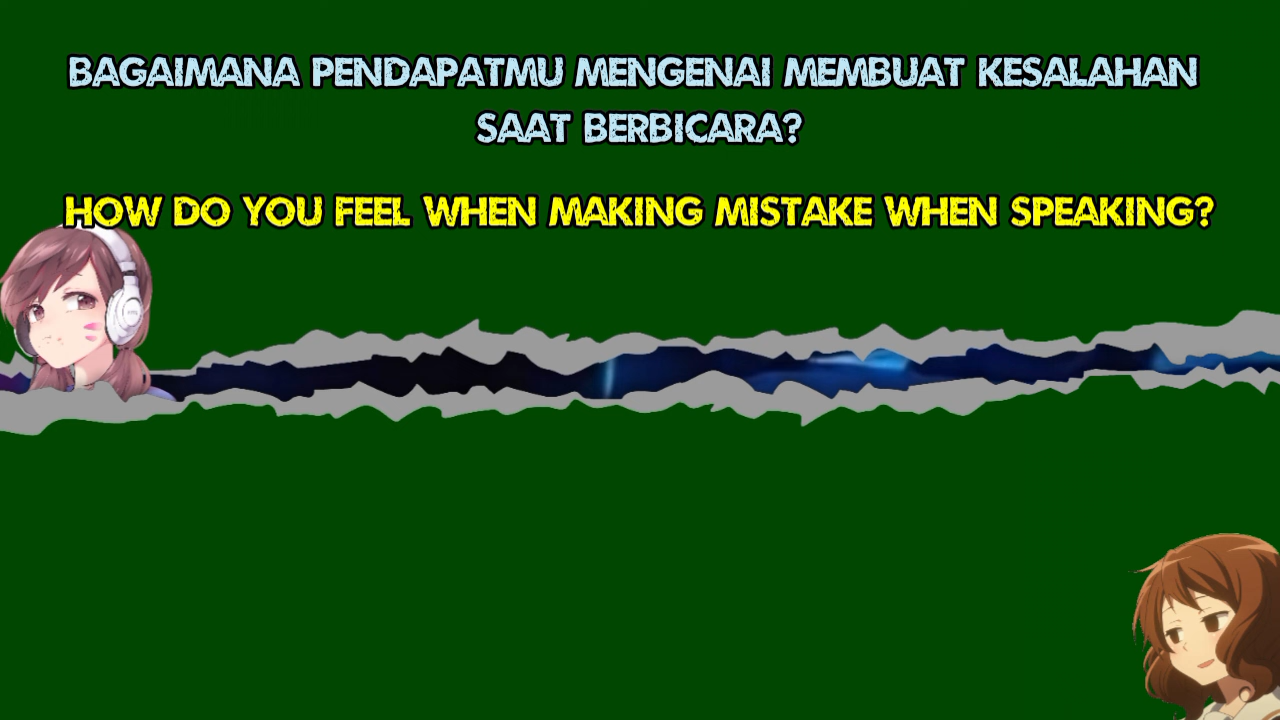 BAGAIMANA PENDAPATMU MENGENAI MEMBUAT KESALAHAN
SAAT BERBICARA?
HOW DO YOU FEEL WHEN MAKING MISTAKE WHEN SPEAKING?